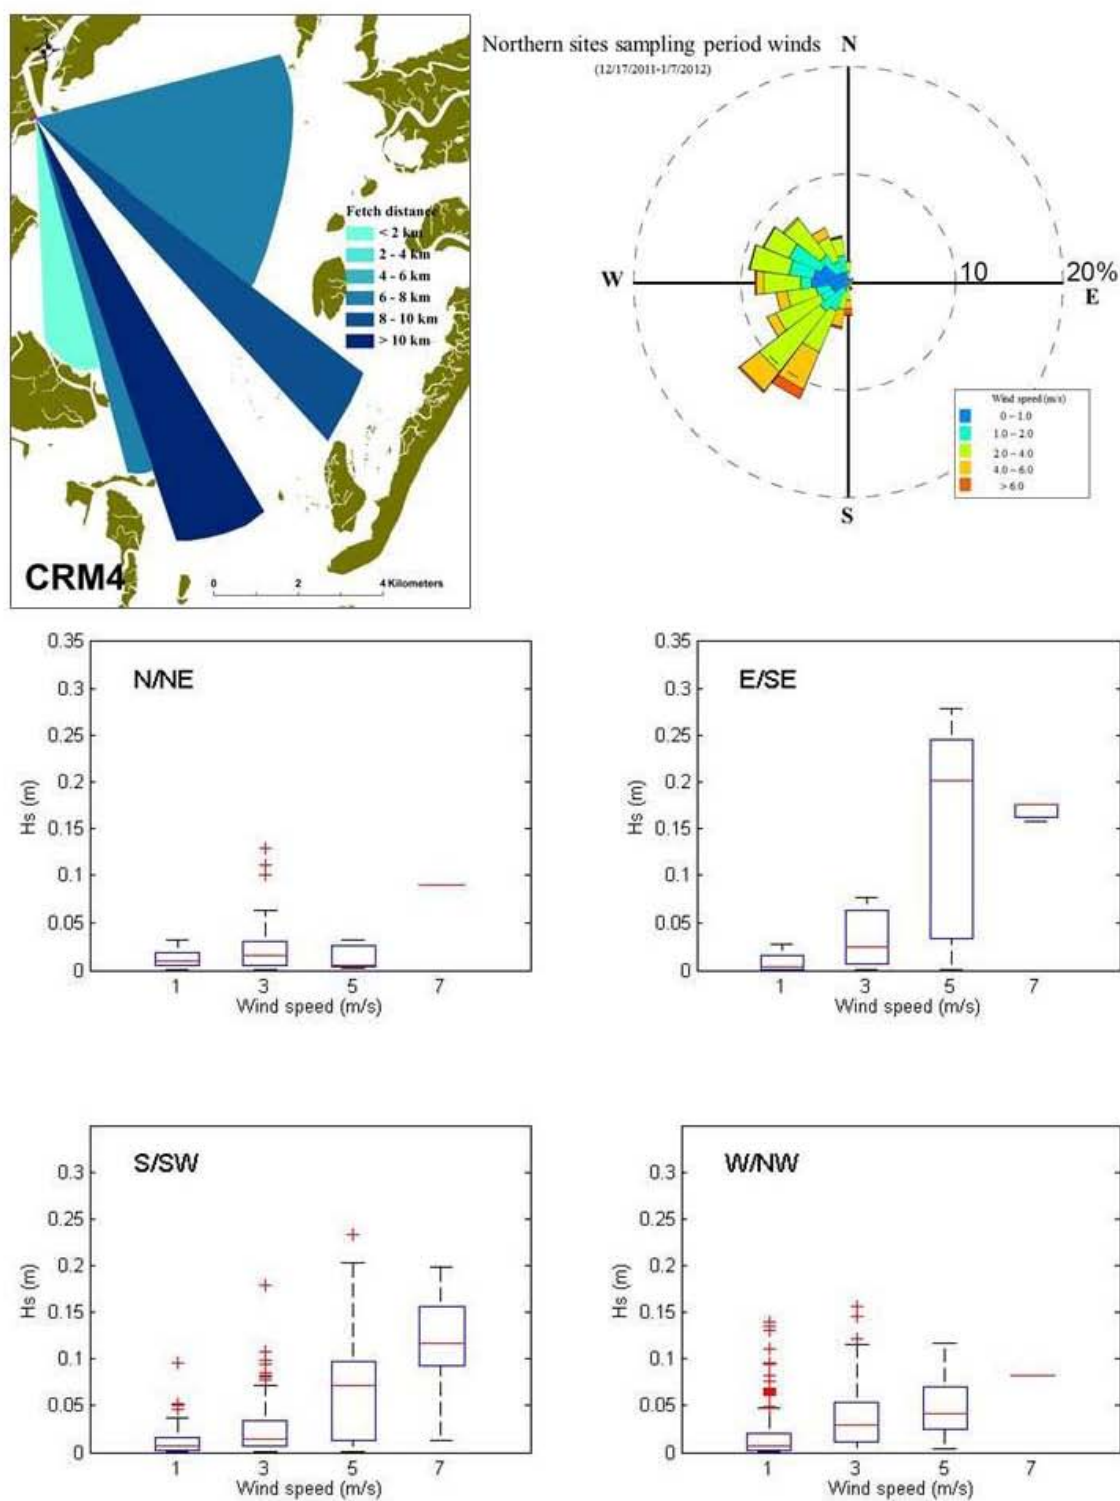 Northern sites sampling period winds
(12/17/2011-1/7/2012)
N
W
E
S
10
20%
Wind speed (m/s)
0 – 1.0
1.0 – 2.0
2.0 – 4.0
4.0 – 6.0
> 6.0
Fetch distance
< 2 km
2 - 4 km
4 - 6 km
6 - 8 km
8 - 10 km
> 10 km
CRM4
0 2 4 Kilometers
N/NE
Hs (m)
0.35
0.3
0.25
0.2
0.15
0.1
0.05
0
1 3 5 7
Wind speed (m/s)
E/SE
Hs (m)
0.35
0.3
0.25
0.2
0.15
0.1
0.05
0
1 3 5 7
Wind speed (m/s)
S/SW
Hs (m)
0.3
0.25
0.2
0.15
0.1
0.05
0
1 3 5 7
Wind speed (m/s)
W/NW
Hs (m)
0.3
0.25
0.2
0.15
0.1
0.05
0
1 3 5 7
Wind speed (m/s)